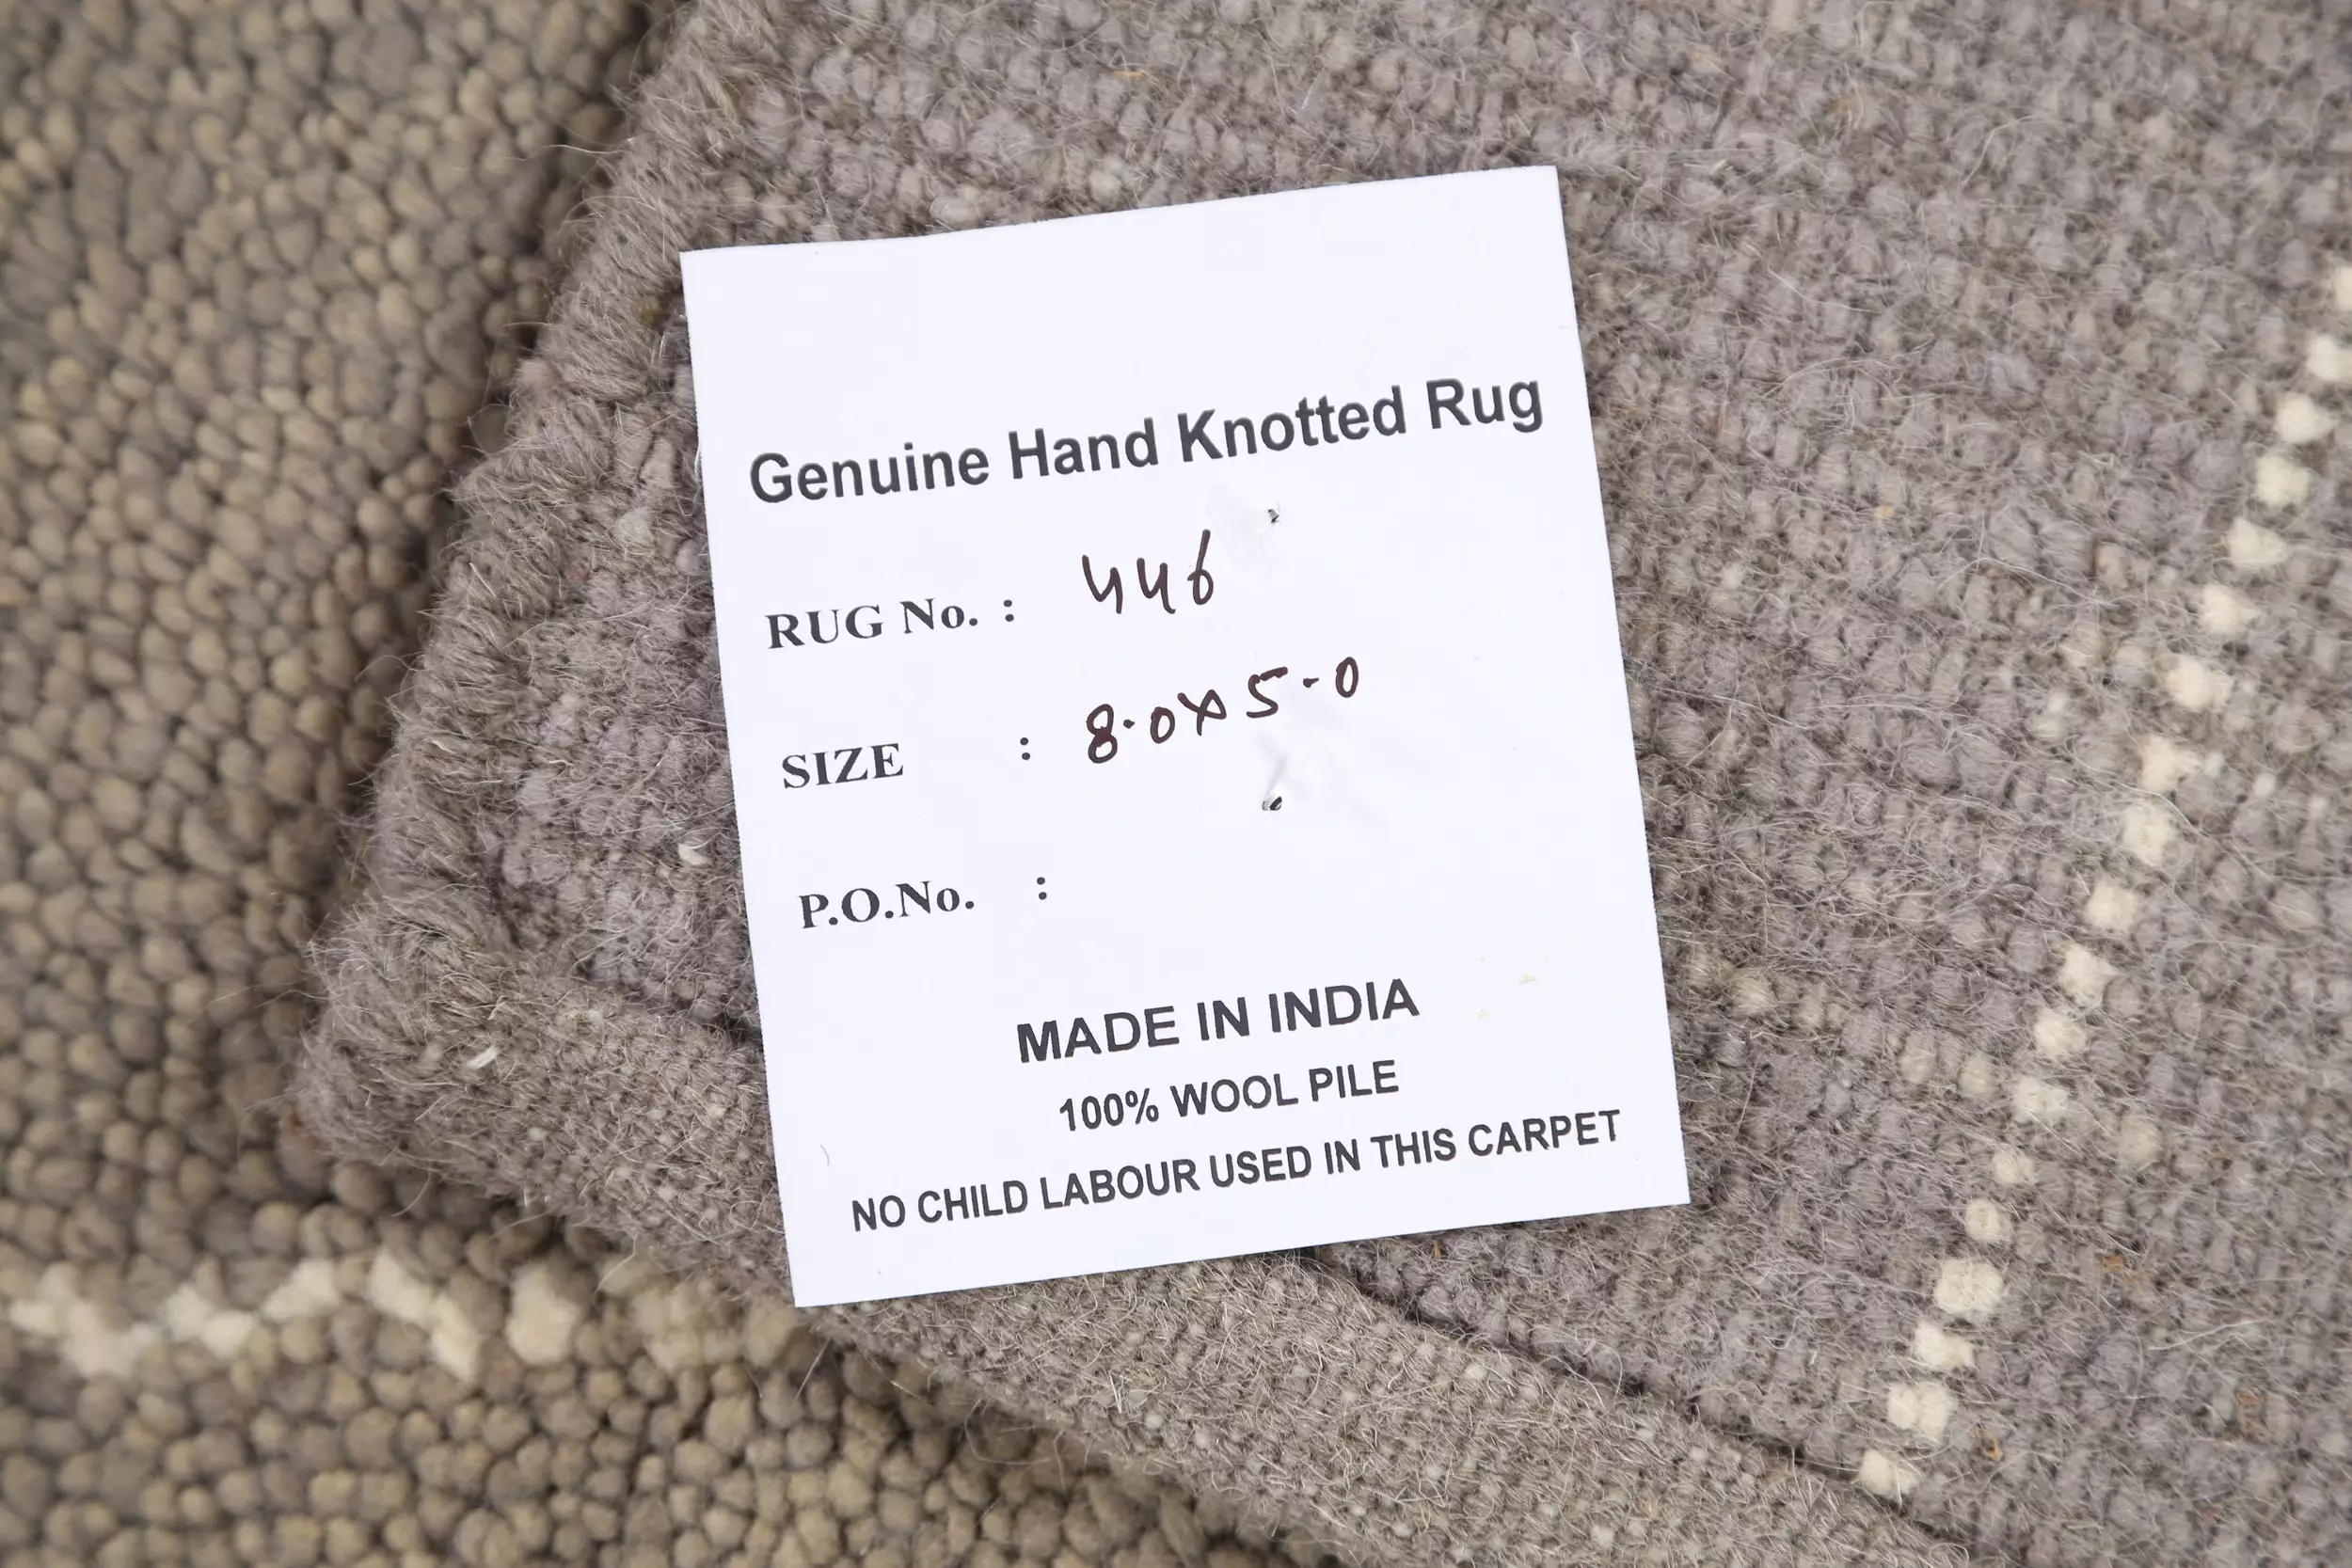 Genuine Hand Knotted Rug
RUG No. : 446
SIZE : 8.0x5-0
P.O.No. :
MADE IN INDIA
100% WOOL PILE
NO CHILD LABOUR USED IN THIS CARPET